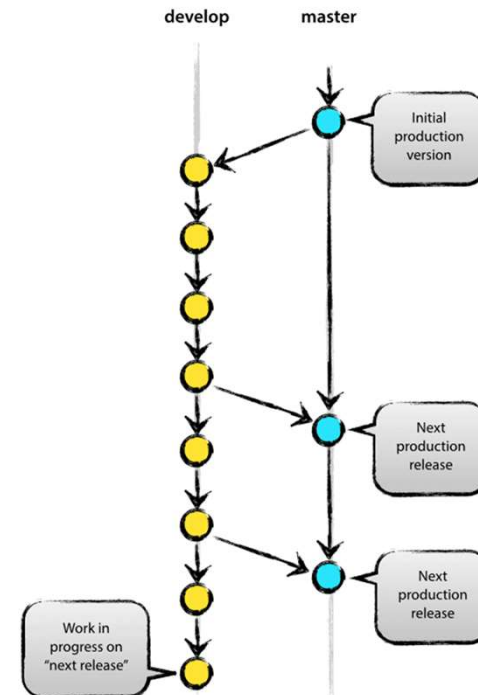 develop
master
Initial
production
version
Next
production
release
Next
production
release
Work in
progress on
“next release”